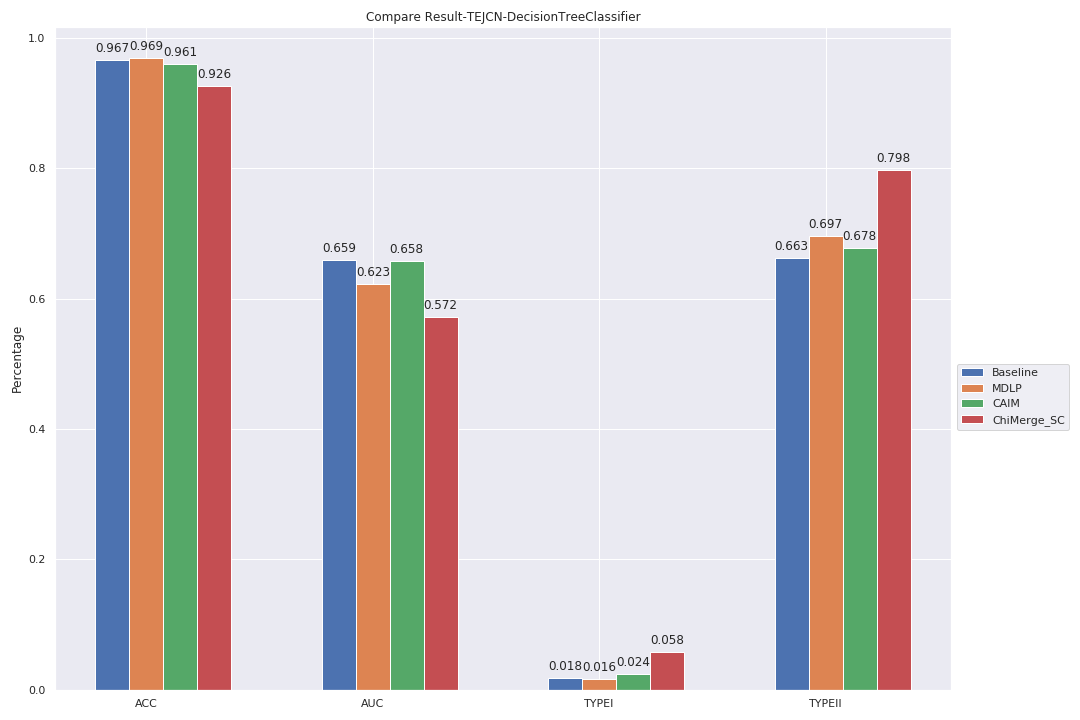 Compare Result-TEJCN-DecisionTreeClassifier
Percentage
1.0
0.8
0.6
0.4
0.2
0.0
0.967
0.969
0.961
0.926
0.659
0.623
0.658
0.572
0.018
0.016
0.024
0.058
0.663
0.697
0.678
0.798
ACC
AUC
TYPEI
TYPEII
Baseline
MDLP
CAIM
ChiMerge_SC